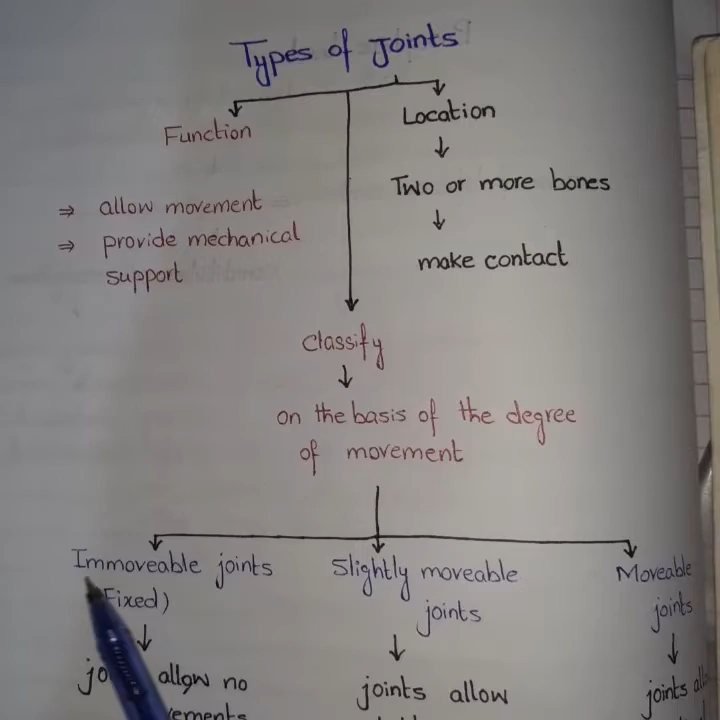 Types of Joints
Function
Location
Two or more bones
⇒ allow movement
⇒ provide mechanical
support
make contact
Classify
on the basis of the degree
of movement
Immoveable joints
(Fixed)
Slightly moveable
joints
Moveable
joints
allow no
joints allow
joints